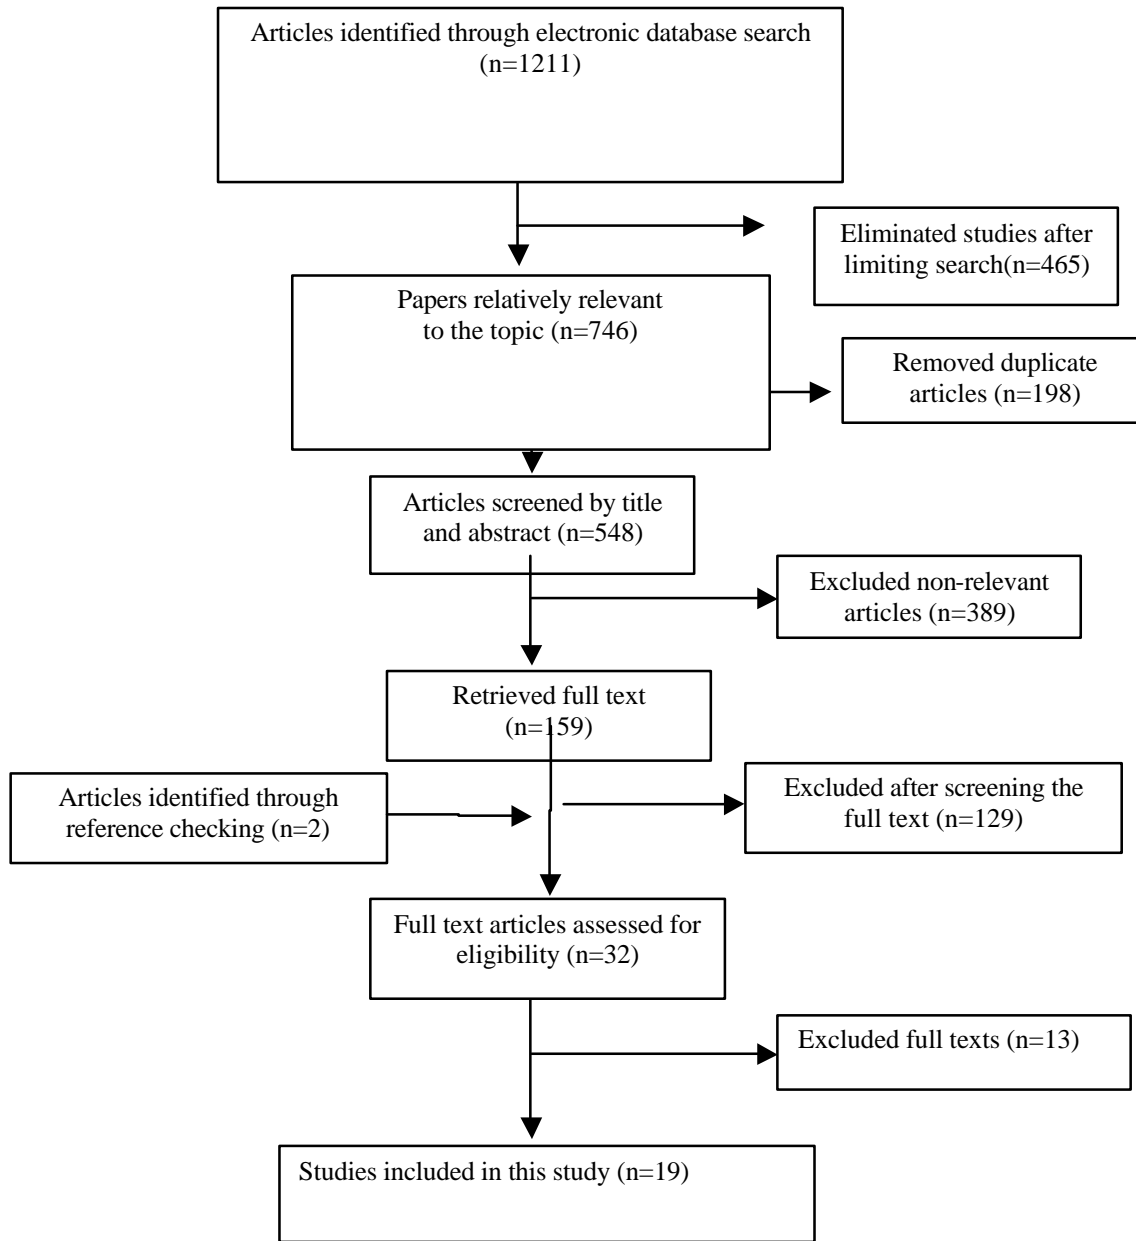 Articles identified through electronic database search
(n=1211)
Eliminated studies after
limiting search(n=465)
Papers relatively relevant
to the topic (n=746)
Removed duplicate
articles (n=198)
Articles screened by title
and abstract (n=548)
Excluded non-relevant
articles (n=389)
Retrieved full text
(n=159)
Articles identified through
reference checking (n=2)
Excluded after screening the
full text (n=129)
Full text articles assessed for
eligibility (n=32)
Excluded full texts (n=13)
Studies included in this study (n=19)